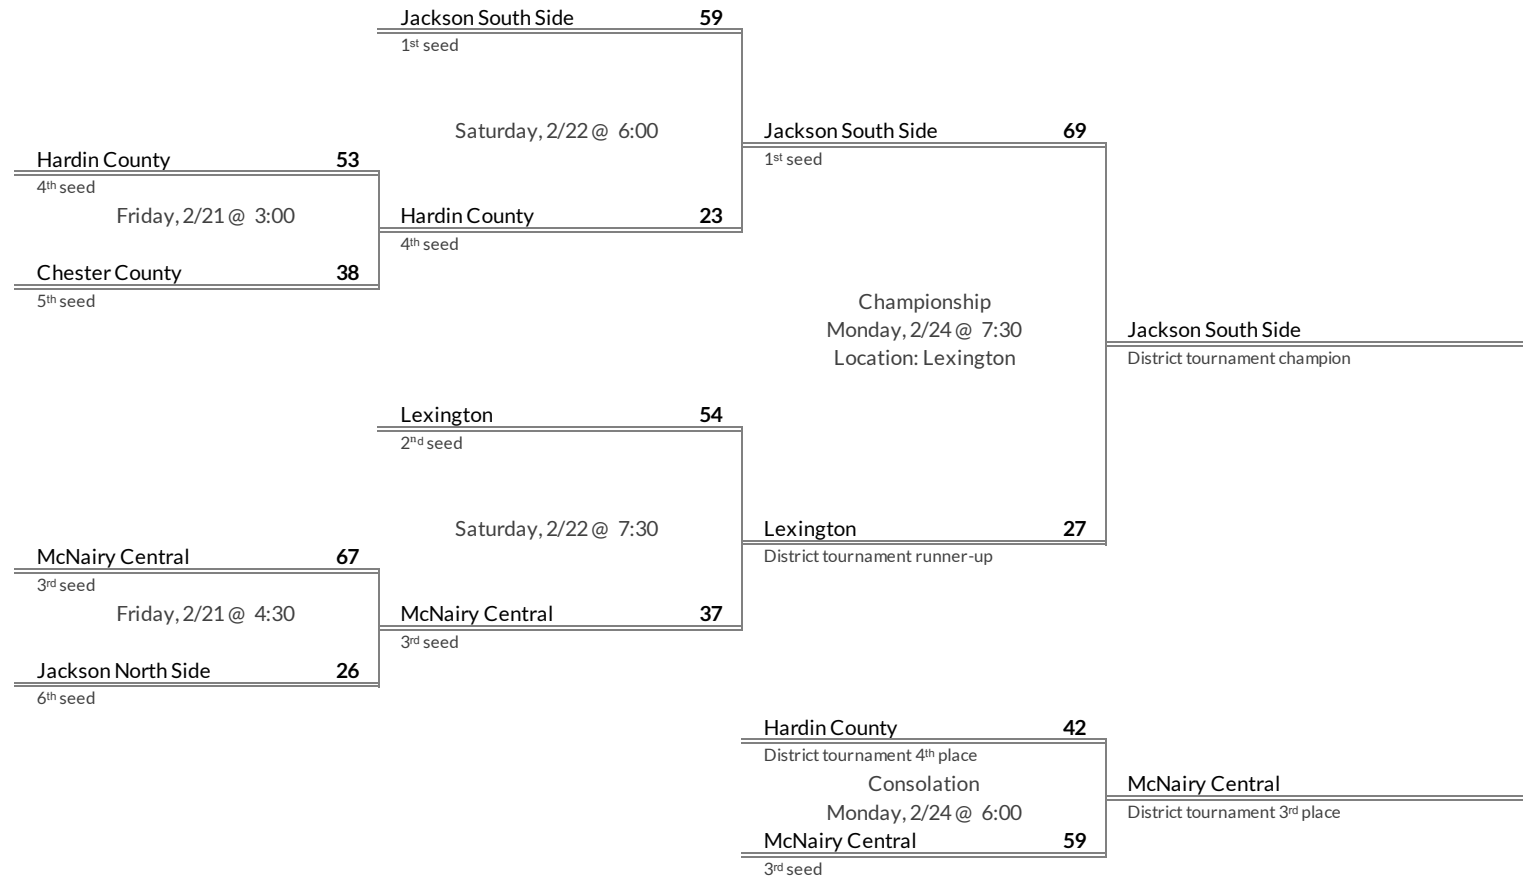 Jackson South Side 59
1st seed
Saturday, 2/22 @ 6:00
Jackson South Side 69
1st seed
Hardin County 53
4th seed
Friday, 2/21 @ 3:00
Hardin County 23
4th seed
Chester County 38
5th seed
Championship
Monday, 2/24 @ 7:30
Location: Lexington
Jackson South Side
District tournament champion
Lexington 54
2nd seed
Saturday, 2/22 @ 7:30
Lexington 27
District tournament runner-up
McNairy Central 67
3rd seed
Friday, 2/21 @ 4:30
McNairy Central 37
3rd seed
Jackson North Side 26
6th seed
Hardin County 42
District tournament 4th place
Consolation
Monday, 2/24 @ 6:00
McNairy Central
District tournament 3rd place
McNairy Central 59
3rd seed